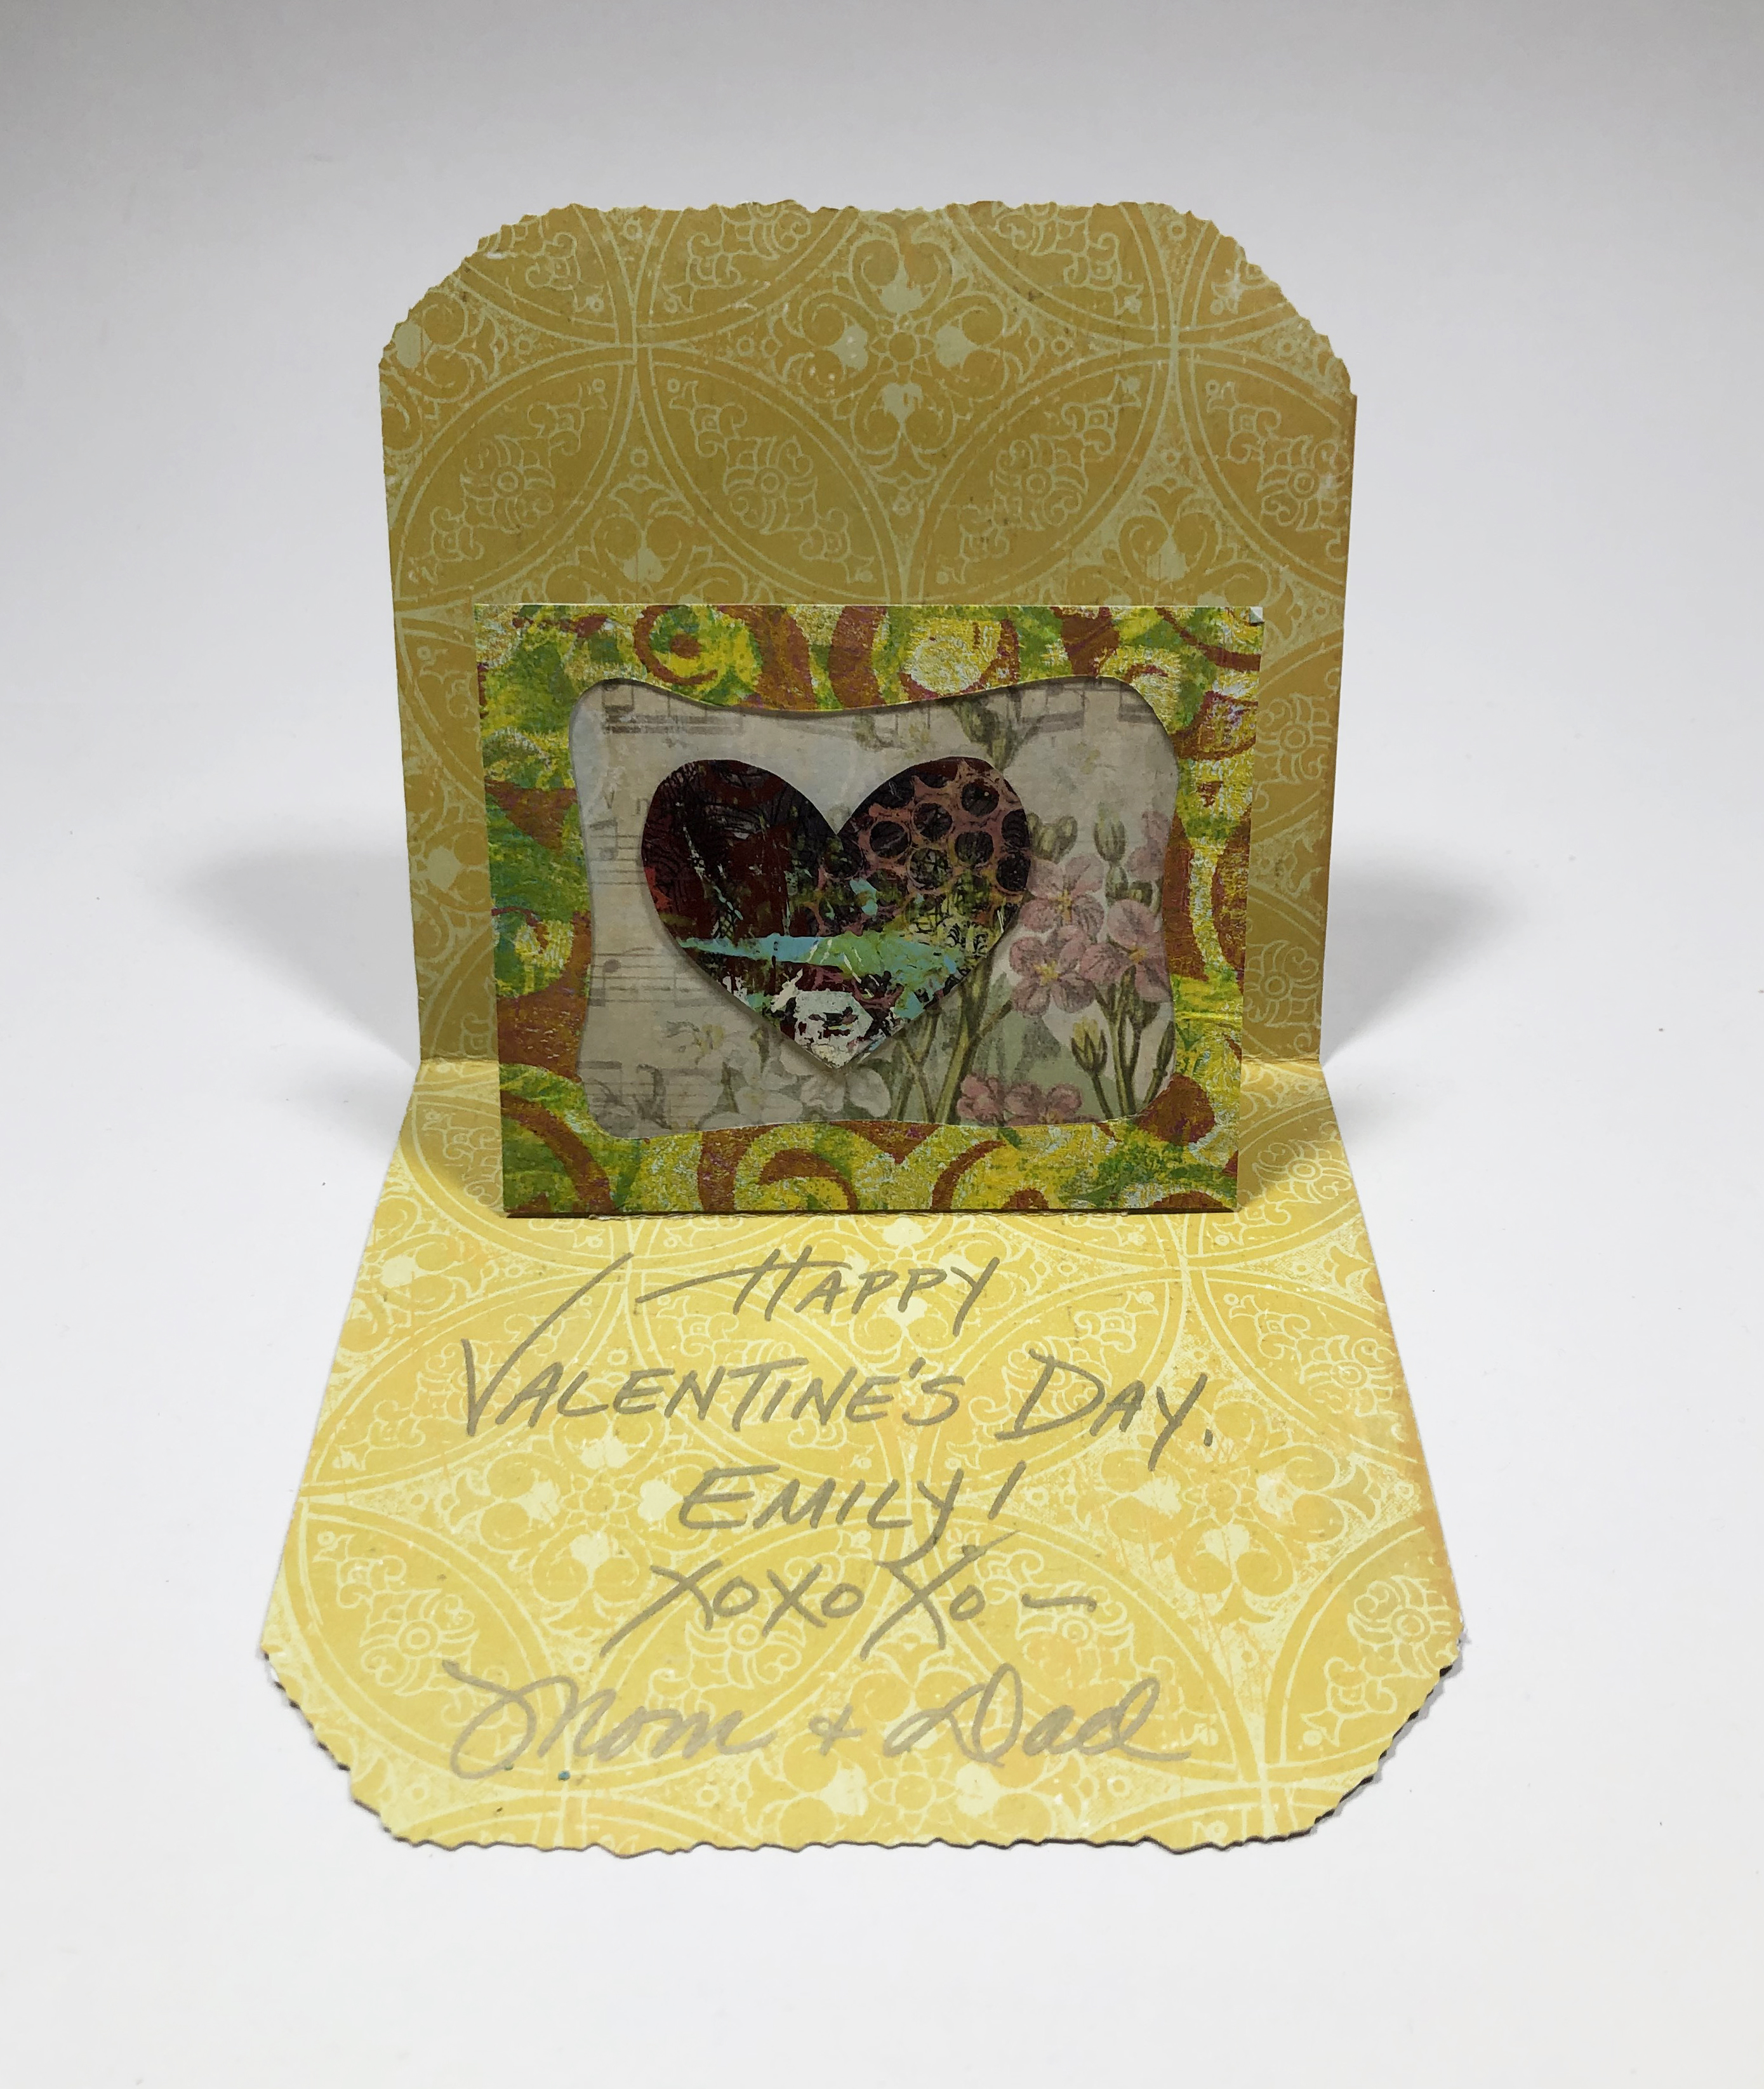 HAPPY
VALENTINE'S DAY.
EMILY!
XOXOXO —
Mom + Dad